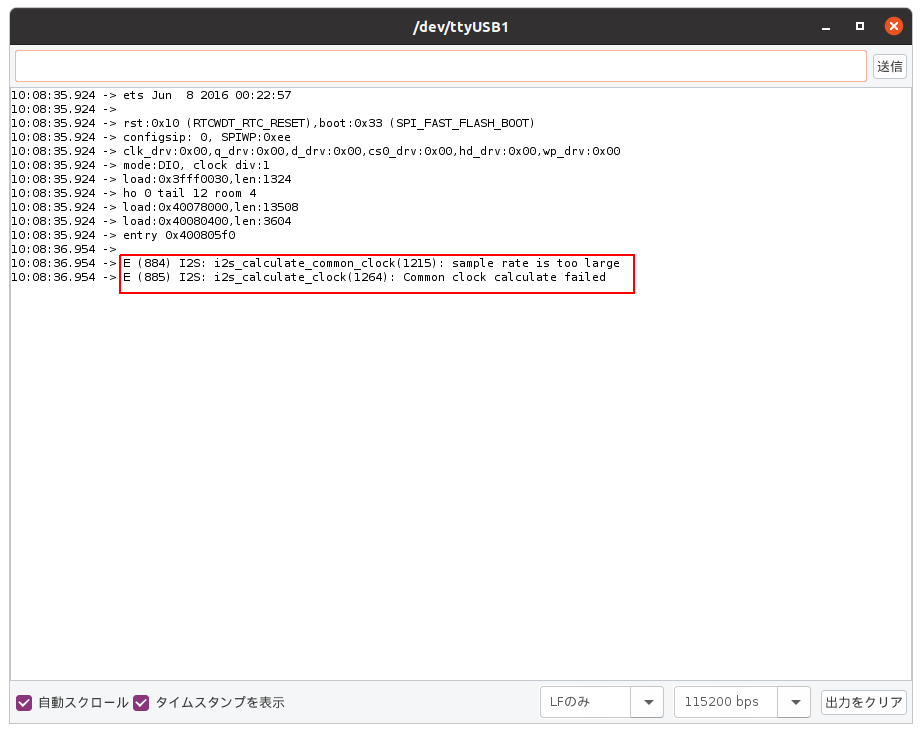 /dev/ttyUSB1
送信
10:08:35.924 -> ets Jun  8 2016 00:22:57
10:08:35.924 ->
10:08:35.924 -> rst:0x10 (RTCWDT_RTC_RESET),boot:0x33 (SPI_FAST_FLASH_BOOT)
10:08:35.924 -> configsip: 0, SPIWP:0xee
10:08:35.924 -> clk_drv:0x00,q_drv:0x00,d_drv:0x00,cs0_drv:0x00,hd_drv:0x00,wp_drv:0x00
10:08:35.924 -> mode:DIO, clock div:1
10:08:35.924 -> load:0x3fff0030,len:1324
10:08:35.924 -> ho 0 tail 12 room 4
10:08:35.924 -> load:0x40078000,len:13508
10:08:35.924 -> load:0x40080400,len:3604
10:08:35.924 -> entry 0x400805f0
10:08:36.954 ->
10:08:36.954 -> E (884) I2S: i2s_calculate_common_clock(1215): sample rate is too large
10:08:36.954 -> E (885) I2S: i2s_calculate_clock(1264): Common clock calculate failed
自動スクロール タイムスタンプを表示 LFのみ 115200 bps 出力をクリア